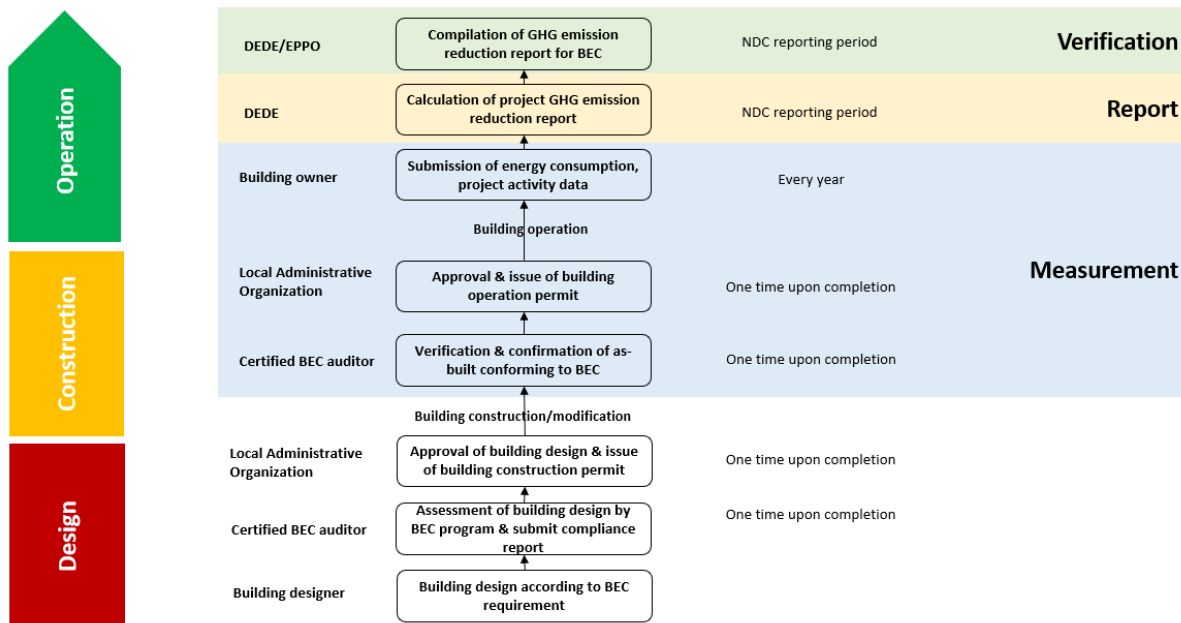 Operation
Construction
Design
DEDE/EPPO
Compilation of GHG emission
reduction report for BEC
NDC reporting period
Verification
DEDE
Calculation of project GHG emission
reduction report
NDC reporting period
Report
Building owner
Submission of energy consumption,
project activity data
Every year
Building operation
Measurement
Local Administrative
Organization
Approval & issue of building
operation permit
One time upon completion
Certified BEC auditor
Verification & confirmation of as-
built conforming to BEC
One time upon completion
Building construction/modification
Local Administrative
Organization
Approval of building design & issue
of building construction permit
One time upon completion
Certified BEC auditor
Assessment of building design by
BEC program & submit compliance
report
One time upon completion
Building designer
Building design according to BEC
requirement